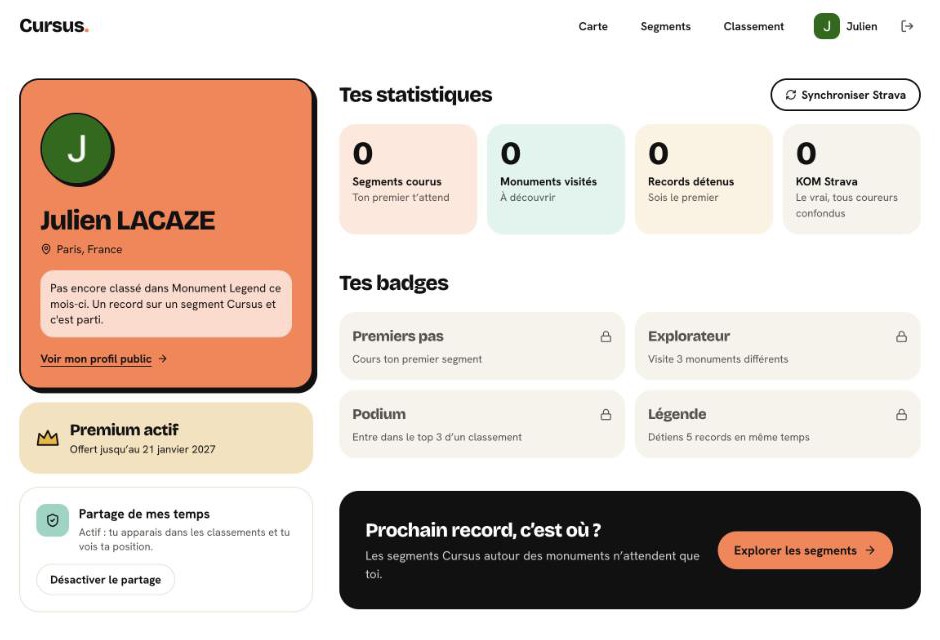 Cursus.
Carte
Segments
Classement
J
Julien
J
Julien LACAZE
Paris, France
Pas encore classé dans Monument Legend ce
mois-ci. Un record sur un segment Cursus et
c'est parti.
Voir mon profil public →
Premium actif
Offert jusqu'au 21 janvier 2027
Partage de mes temps
Actif : tu apparais dans les classements et tu
vois ta position.
Désactiver le partage
Tes statistiques
Synchroniser Strava
0
Segments courus
Ton premier t'attend
0
Monuments visités
À découvrir
0
Records détenus
Sois le premier
0
KOM Strava
Le vrai, tous coureurs
confondus
Tes badges
Premiers pas
Cours ton premier segment
Explorateur
Visite 3 monuments différents
Podium
Entre dans le top 3 d'un classement
Légende
Détiens 5 records en même temps
Prochain record, c'est où ?
Les segments Cursus autour des monuments n'attendent que
toi.
Explorer les segments →